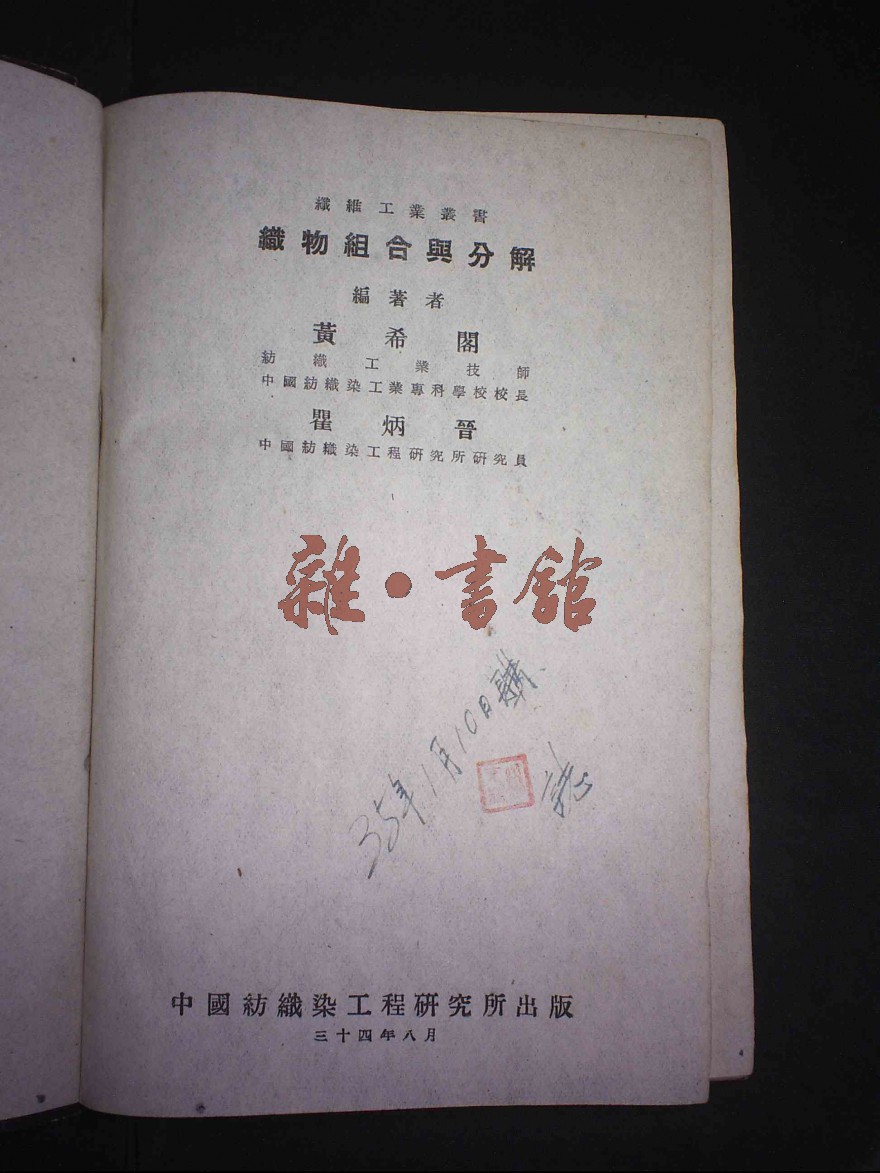 纖維工業叢書
織物組合與分解
編著者
黃希閣
紡織工業技師
中國紡織染工業專科學校校長
瞿炳晉
中國紡織染工程研究所研究員
雜·書館
35年1月10日購
誌
中國紡織染工程研究所出版
三十四年八月